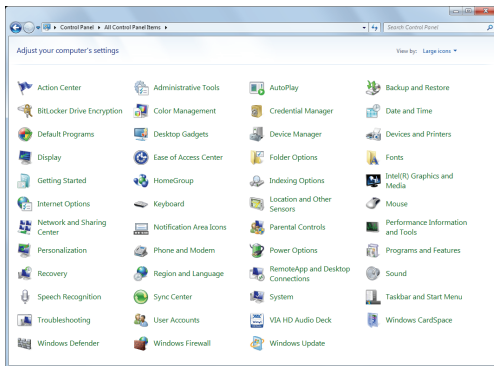 Control Panel ▸ All Control Panel Items ▸
Search Control Panel
Adjust your computer's settings
View by: Large icons
Action Center
Administrative Tools
AutoPlay
Backup and Restore
BitLocker Drive Encryption
Color Management
Credential Manager
Date and Time
Default Programs
Desktop Gadgets
Device Manager
Devices and Printers
Display
Ease of Access Center
Folder Options
Fonts
Getting Started
HomeGroup
Indexing Options
Intel(R) Graphics and
Media
Internet Options
Keyboard
Location and Other
Sensors
Mouse
Network and Sharing
Center
Notification Area Icons
Parental Controls
Performance Information
and Tools
Personalization
Phone and Modem
Power Options
Programs and Features
Recovery
Region and Language
RemoteApp and Desktop
Connections
Sound
Speech Recognition
Sync Center
System
Taskbar and Start Menu
Troubleshooting
User Accounts
VIA HD Audio Deck
Windows CardSpace
Windows Defender
Windows Firewall
Windows Update